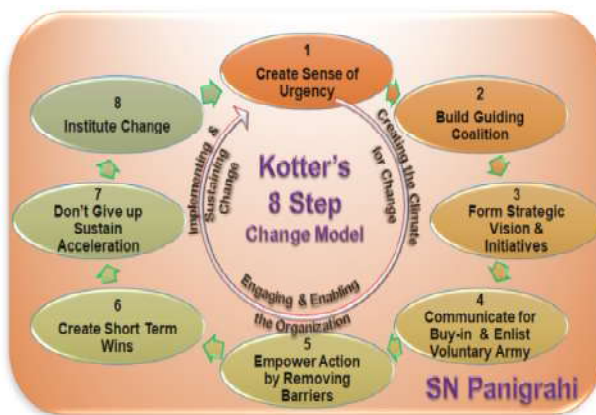 1
Create Sense of
Urgency
2
Build Guiding
Coalition
3
Form Strategic
Vision &
Initiatives
4
Communicate for
Buy-in & Enlist
Voluntary Army
5
Empower Action
by Removing
Barriers
6
Create Short Term
Wins
7
Don't Give up
Sustain
Acceleration
8
Institute Change
Creating the Climate
for Change
Engaging & Enabling
the Organization
Implementing &
Sustaining
Change
Kotter's
8 Step
Change Model
SN Panigrahi